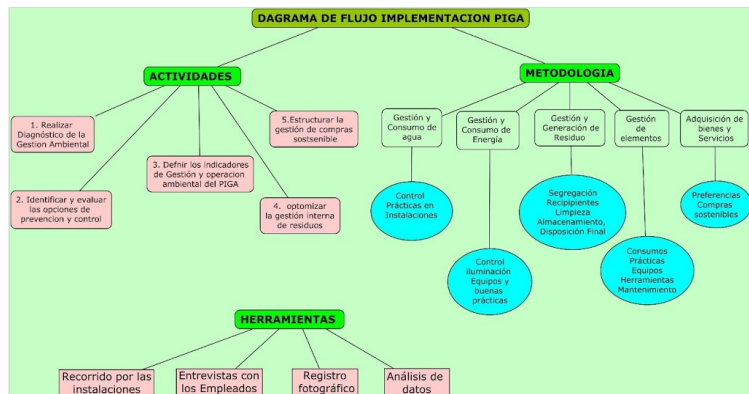 DAGRAMA DE FLUJO IMPLEMENTACION PIGA
ACTIVIDADES
1. Realizar
Diagnóstico de la
Gestion Ambiental
2. Identificar y evaluar
las opciones de
prevencion y control
3. Defnir los indicadores
de Gestión y operacion
ambiental del PIGA
4. optomizar
la gestión interna
de residuos
5.Estructurar la
gestión de compras
sostsenible
METODOLOGIA
Gestión y
Consumo de
agua
Gestión y
Consumo de
Energía
Gestión y
Generación de
Residuo
Gestión
de
elementos
Adquisición de
bienes y
Servicios
Control
Prácticas en
Instalaciones
Control
iluminación
Equipos y
buenas
prácticas
Segregación
Recipipientes
Limpieza
Almacenamiento,
Disposición Final
Consumos
Prácticas
Equipos
Herramientas
Mantenimiento
Preferencias
Compras
sostenibles
HERRAMIENTAS
Recorrido por las
instalaciones
Entrevistas con
los Empleados
Registro
fotográfico
Análisis de
datos